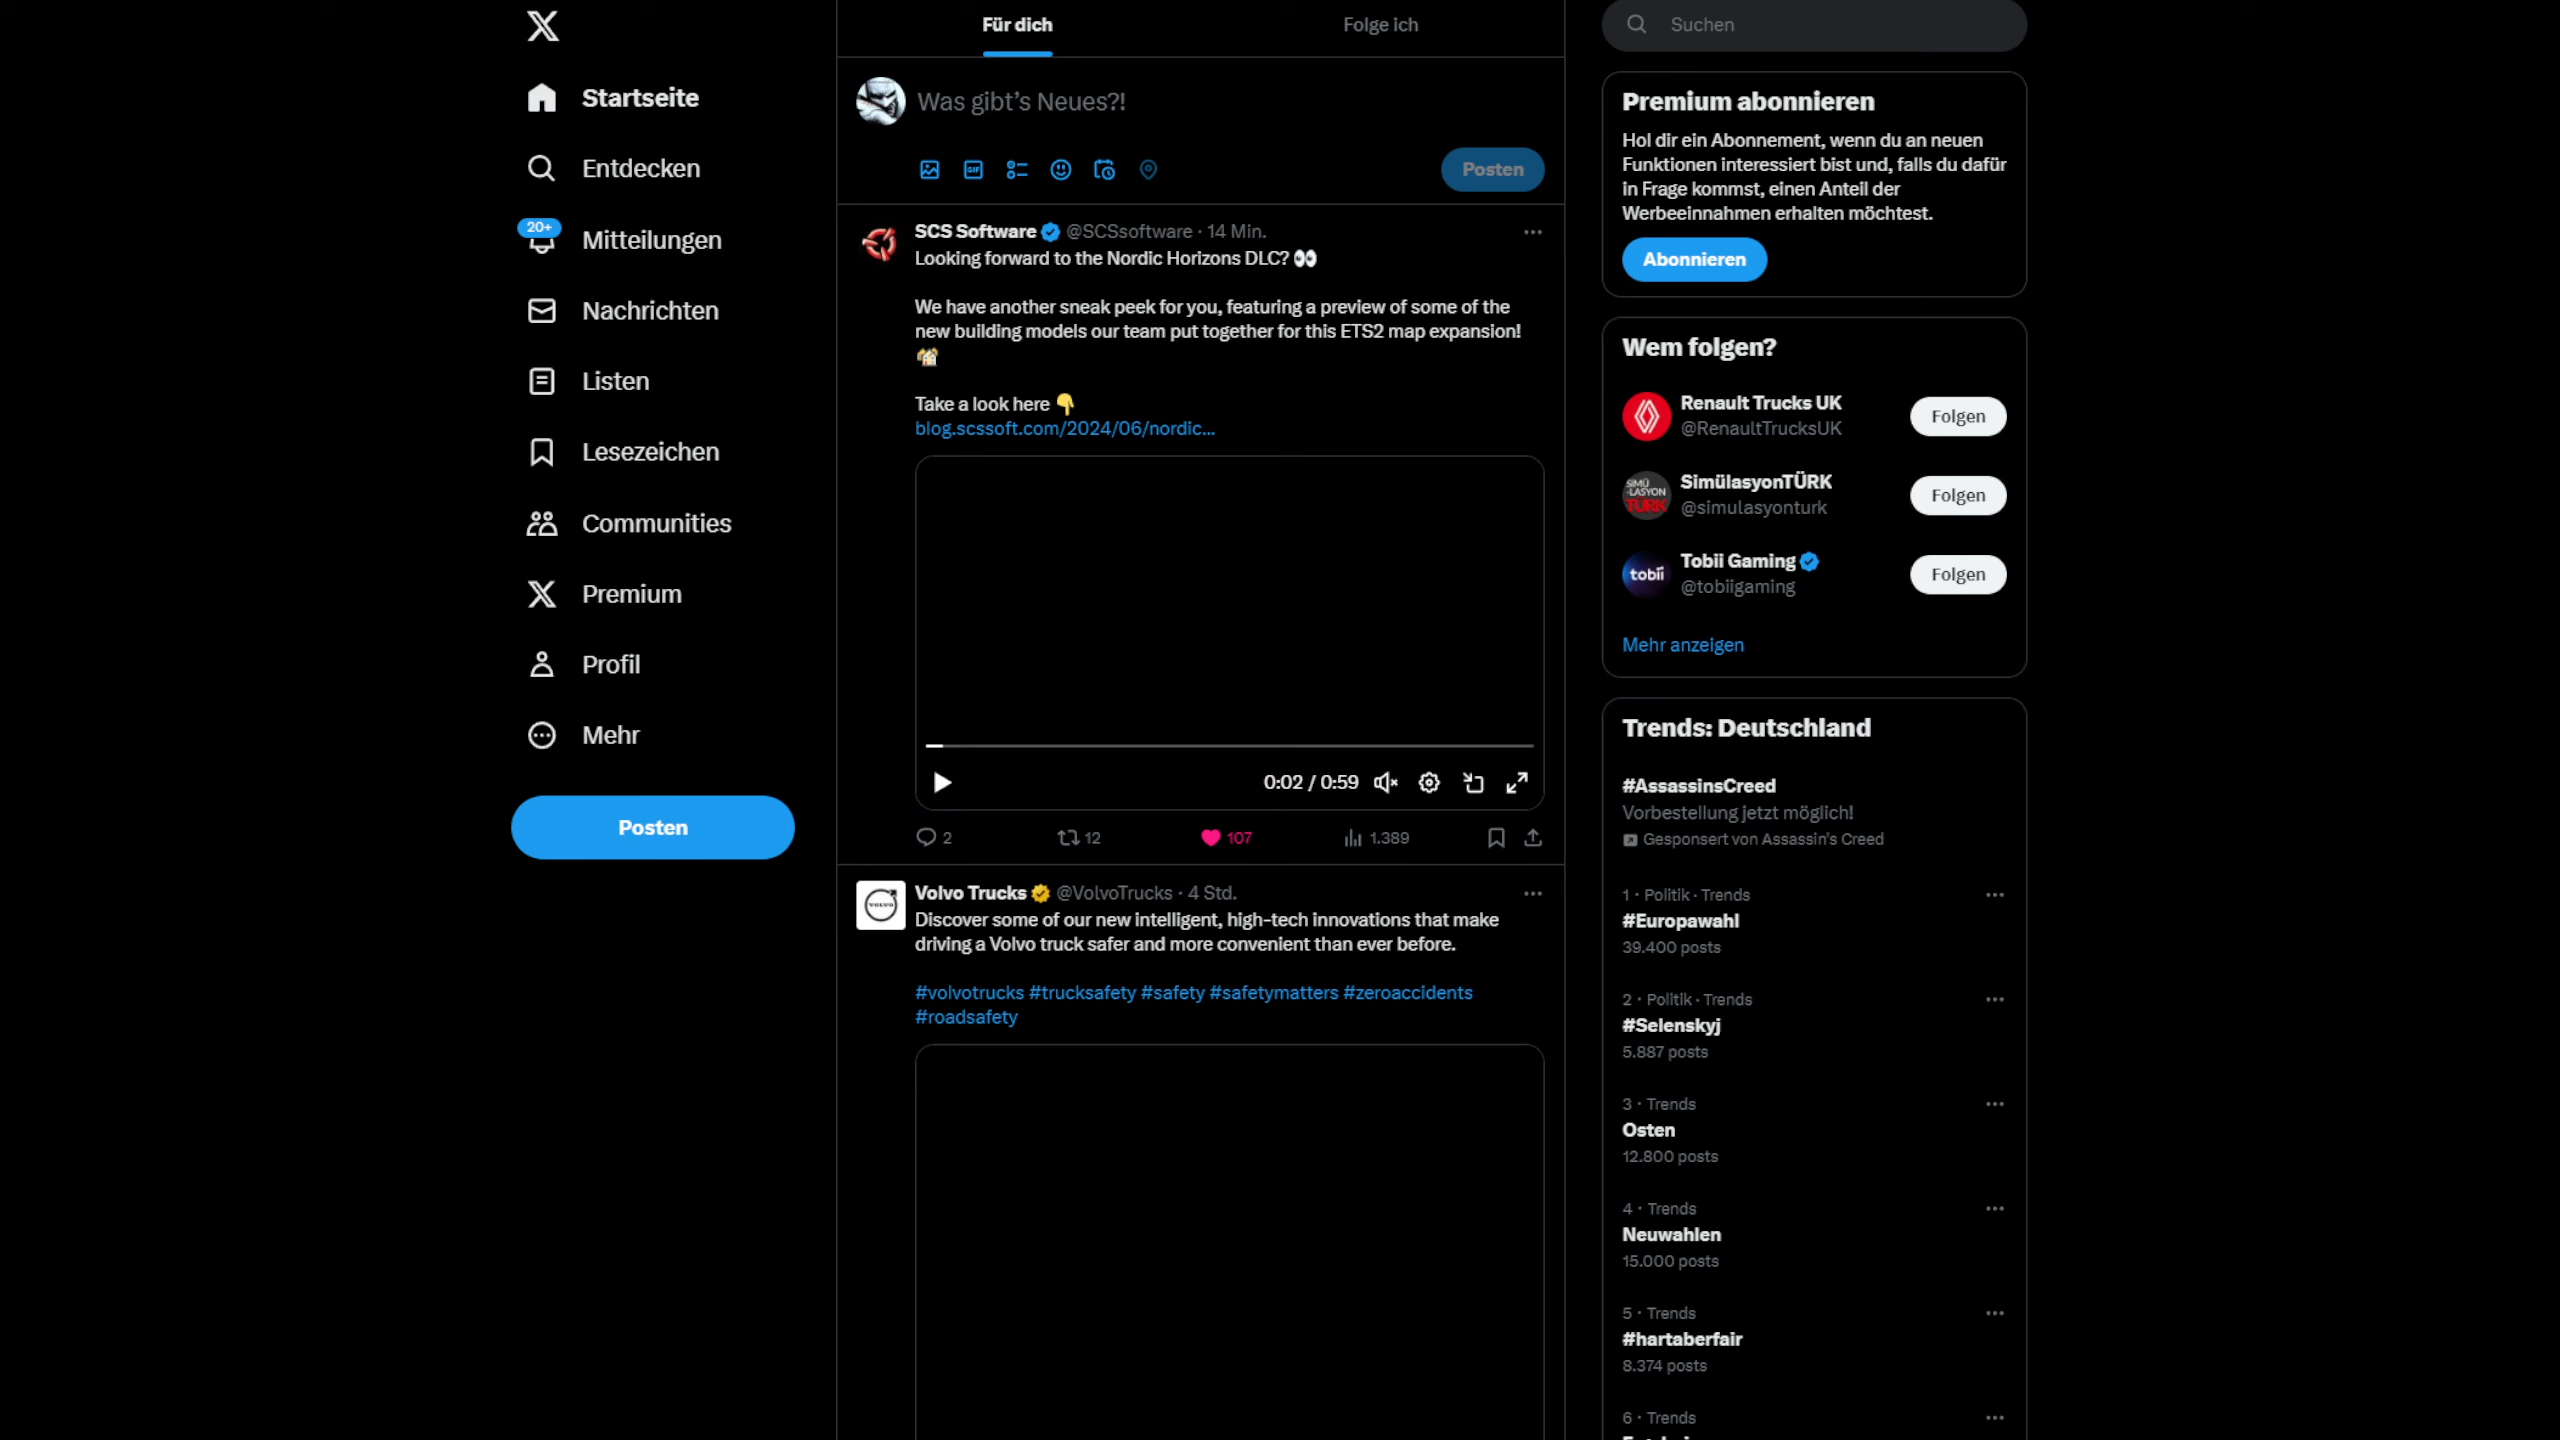 Startseite
Entdecken
20+
Mitteilungen
Nachrichten
Listen
Lesezeichen
Communities
Premium
Profil
Mehr
Posten
Für dich
Folge ich
Was gibt’s Neues?!
GIF
Posten
SCS Software @SCSsoftware · 14 Min.
Looking forward to the Nordic Horizons DLC? 👀
We have another sneak peek for you, featuring a preview of some of the
new building models our team put together for this ETS2 map expansion!
🏘️
Take a look here 👇
blog.scssoft.com/2024/06/nordic…
0:02 / 0:59
2
12
107
1.389
VOLVO
Volvo Trucks @VolvoTrucks · 4 Std.
Discover some of our new intelligent, high-tech innovations that make
driving a Volvo truck safer and more convenient than ever before.
#volvotrucks #trucksafety #safety #safetymatters #zeroaccidents
#roadsafety
Suchen
Premium abonnieren
Hol dir ein Abonnement, wenn du an neuen
Funktionen interessiert bist und, falls du dafür
in Frage kommst, einen Anteil der
Werbeeinnahmen erhalten möchtest.
Abonnieren
Wem folgen?
Renault Trucks UK
@RenaultTrucksUK
Folgen
SIMÜ
-LASYON
TÜRK
SimülasyonTÜRK
@simulasyonturk
Folgen
tobii
Tobii Gaming
@tobiigaming
Folgen
Mehr anzeigen
Trends: Deutschland
#AssassinsCreed
Vorbestellung jetzt möglich!
Gesponsert von Assassin's Creed
1 · Politik · Trends
#Europawahl
39.400 posts
2 · Politik · Trends
#Selenskyj
5.887 posts
3 · Trends
Osten
12.800 posts
4 · Trends
Neuwahlen
15.000 posts
5 · Trends
#hartaberfair
8.374 posts
6 · Trends